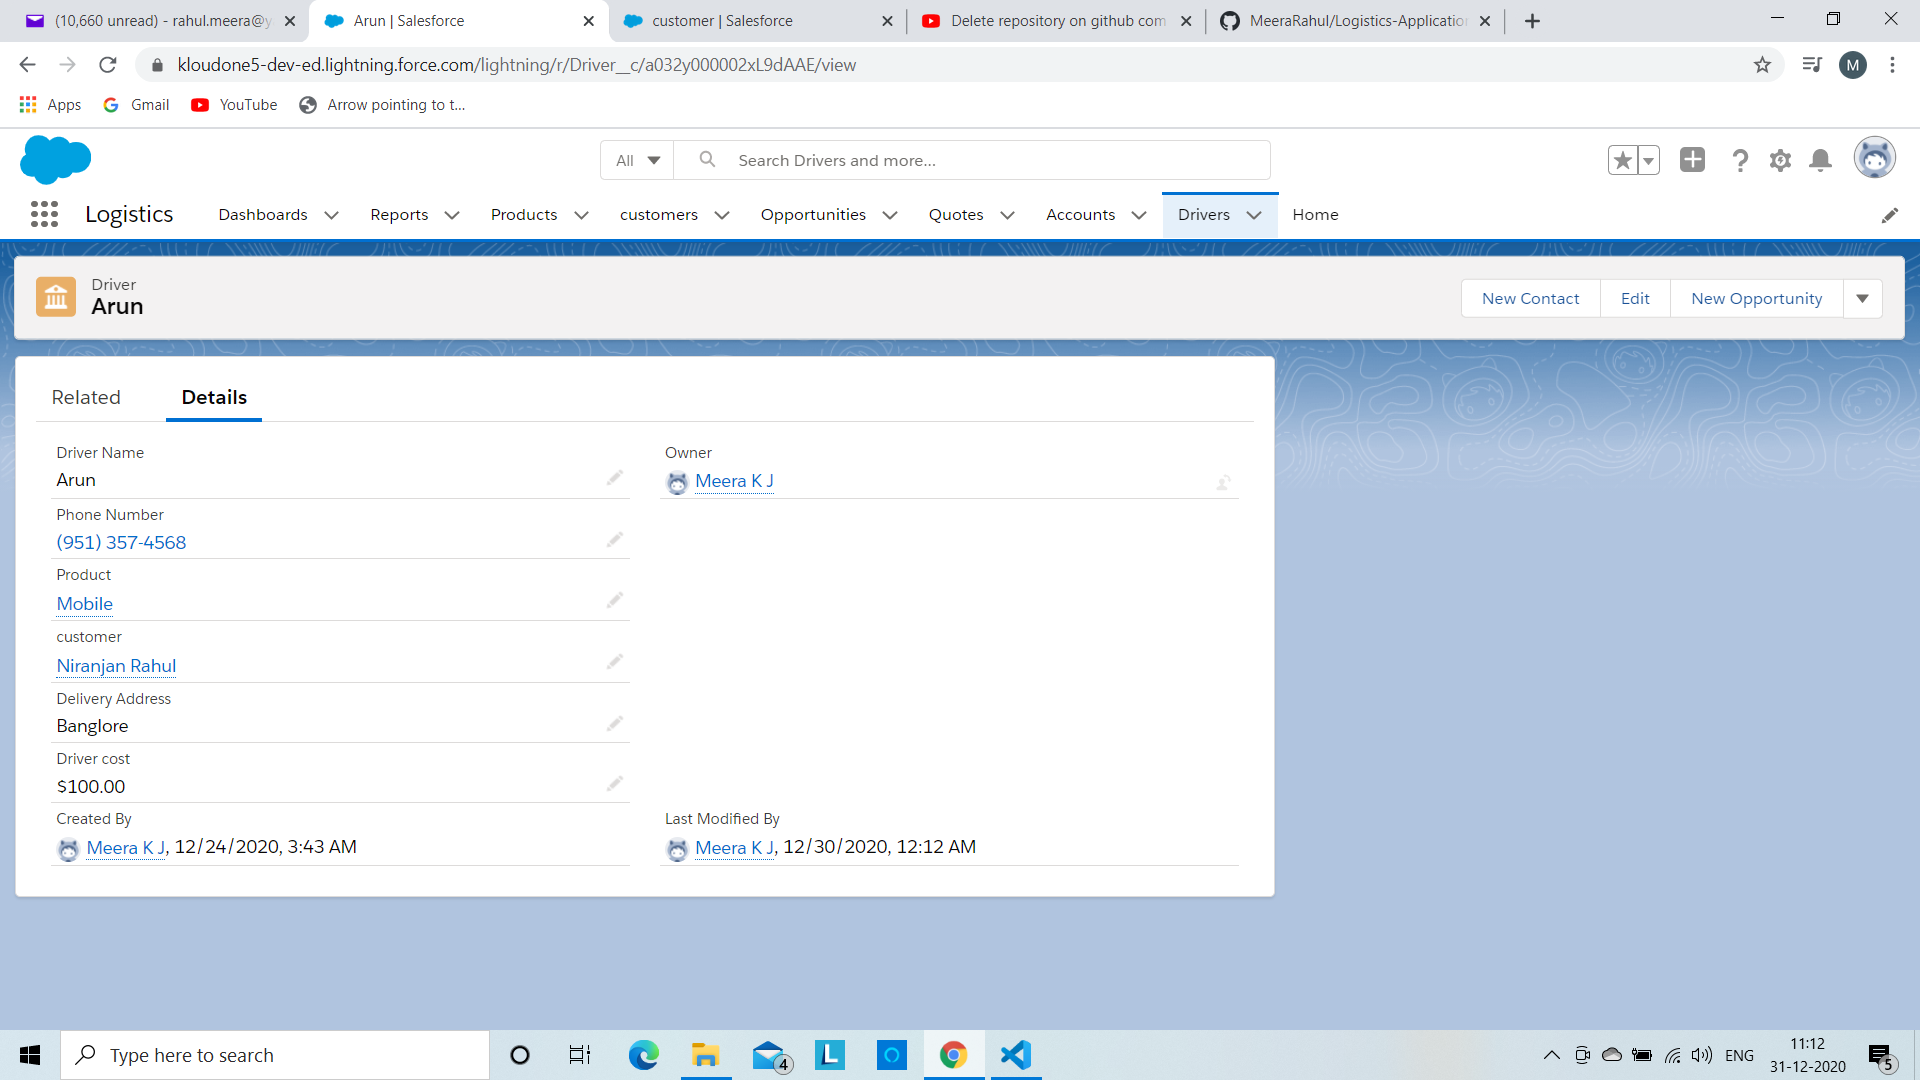 (10,660 unread) - rahul.meera@y
Arun | Salesforce
customer | Salesforce
Delete repository on github com
MeeraRahul/Logistics-Application
kloudone5-dev-ed.lightning.force.com/lightning/r/Driver__c/a032y000002xL9dAAE/view
M
Apps
Gmail
YouTube
Arrow pointing to t...
All
Search Drivers and more...
Logistics
Dashboards
Reports
Products
customers
Opportunities
Quotes
Accounts
Drivers
Home
Driver
Arun
New Contact
Edit
New Opportunity
Related
Details
Driver Name
Arun
Owner
Meera K J
Phone Number
(951) 357-4568
Product
Mobile
customer
Niranjan Rahul
Delivery Address
Banglore
Driver cost
$100.00
Created By
Meera K J, 12/24/2020, 3:43 AM
Last Modified By
Meera K J, 12/30/2020, 12:12 AM
Type here to search
4
L
ENG
11:12
31-12-2020
5